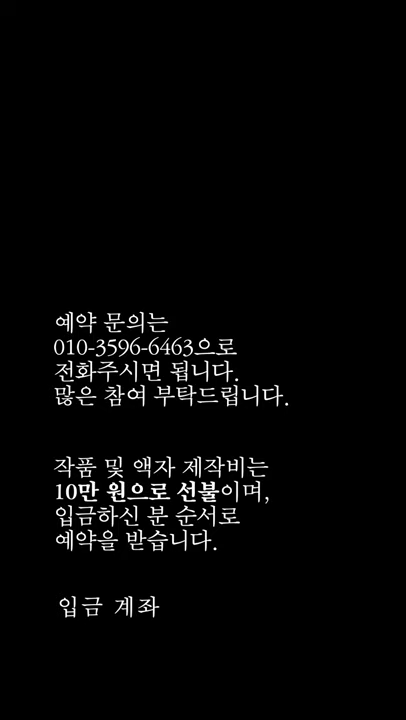 예약 문의는
010-3596-6463으로
전화주시면 됩니다.
많은 참여 부탁드립니다.
작품 및 액자 제작비는
10만 원으로 선불이며,
입금하신 분 순서로
예약을 받습니다.
입금 계좌